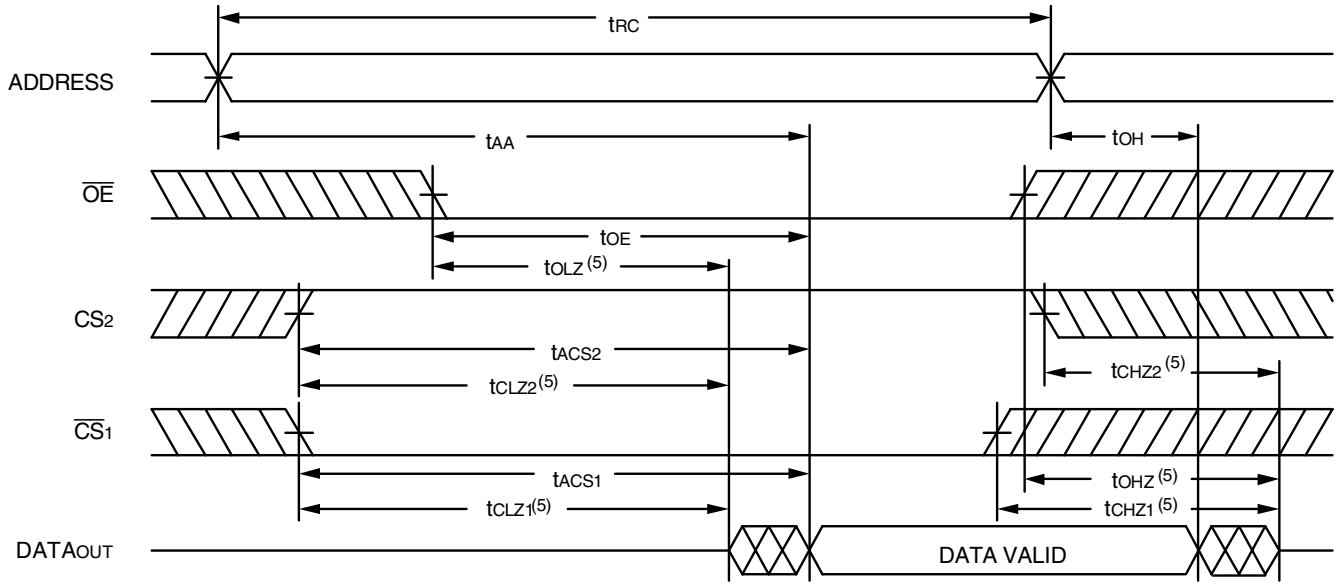 tRC
ADDRESS
tAA
tOH
OE
tOE
tOLZ (5)
CS2
tACS2
tCLZ2(5)
tCHZ2(5)
CS1
tACS1
tOHZ (5)
tCLZ1(5)
tCHZ1(5)
DATAOUT
DATA VALID